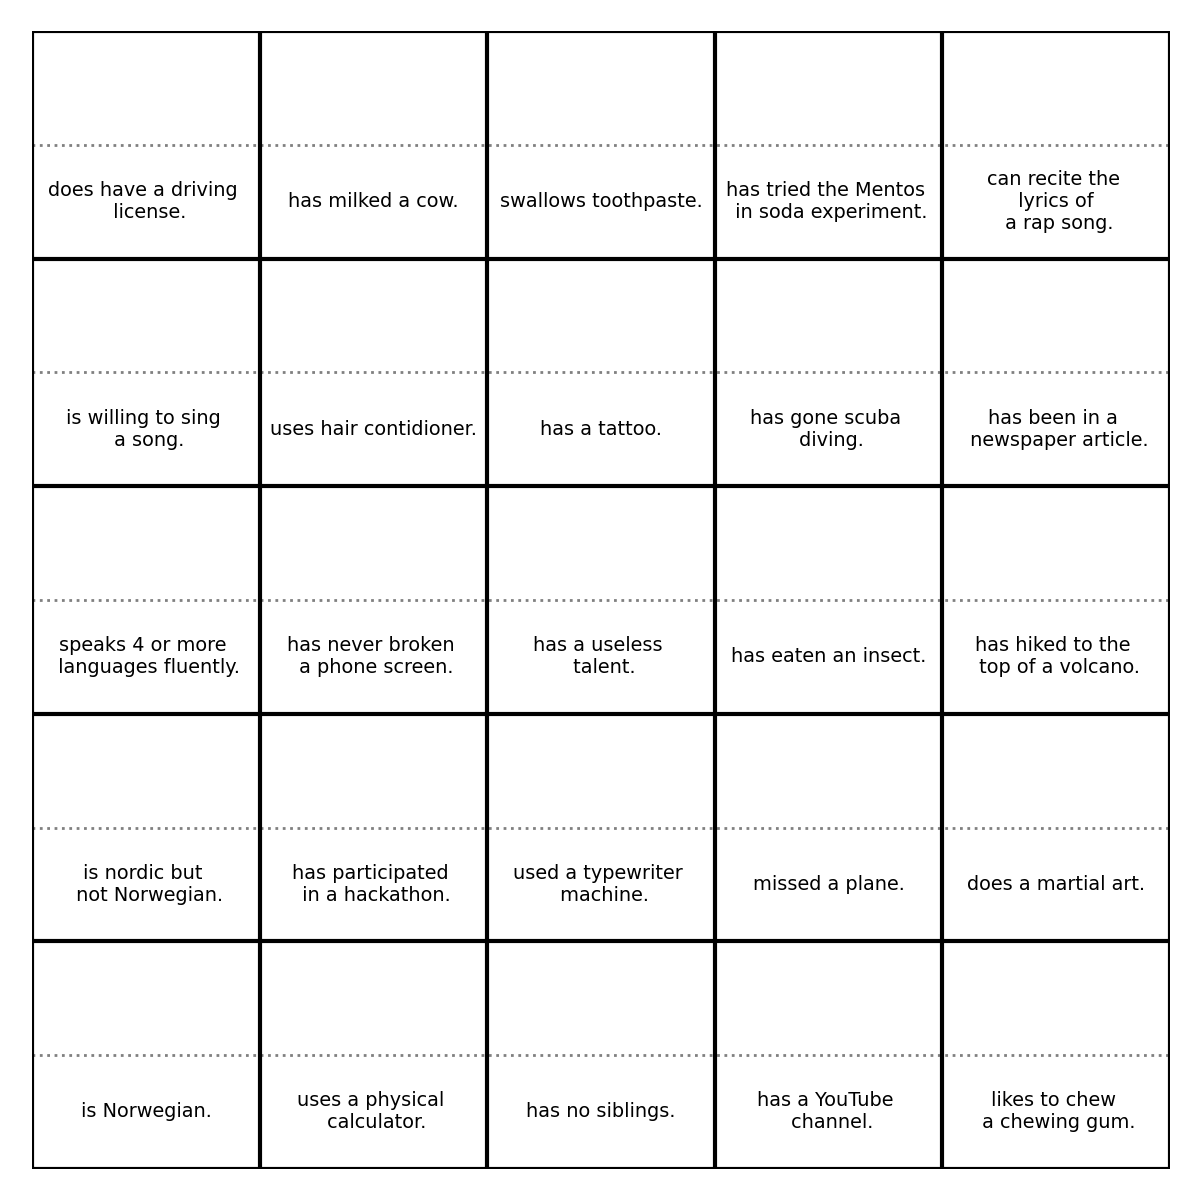 does have a driving
license.
has milked a cow.
swallows toothpaste.
has tried the Mentos
in soda experiment.
can recite the
lyrics of
a rap song.
is willing to sing
a song.
uses hair contidioner.
has a tattoo.
has gone scuba
diving.
has been in a
newspaper article.
speaks 4 or more
languages fluently.
has never broken
a phone screen.
has a useless
talent.
has eaten an insect.
has hiked to the
top of a volcano.
is nordic but
not Norwegian.
has participated
in a hackathon.
used a typewriter
machine.
missed a plane.
does a martial art.
is Norwegian.
uses a physical
calculator.
has no siblings.
has a YouTube
channel.
likes to chew
a chewing gum.